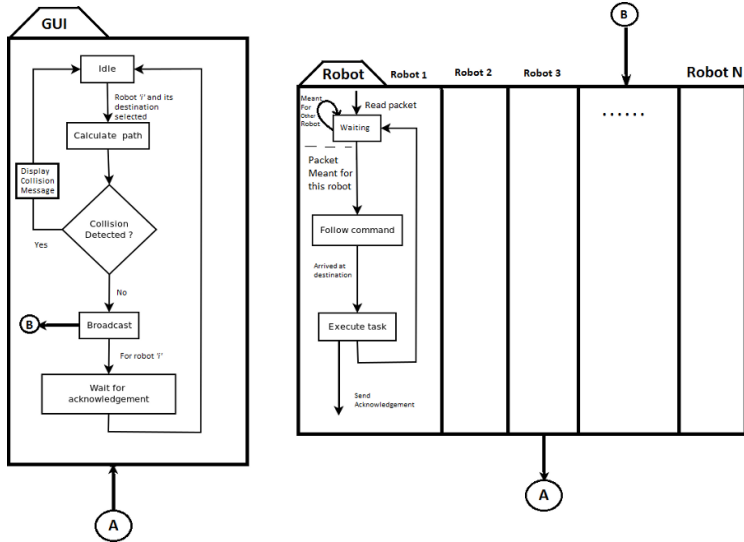 GUI
Idle
Robot 'i' and its
destination
selected
Calculate path
Display
Collision
Message
Collision
Detected ?
Yes
No
B
Broadcast
For robot 'i'
Wait for
acknowledgement
A
B
Robot
Robot 1
Robot 2
Robot 3
Robot N
Meant
For
Other
Robot
Read packet
Waiting
......
Packet
Meant for
this robot
Follow command
Arrived at
destination
Execute task
Send
Acknowledgement
A